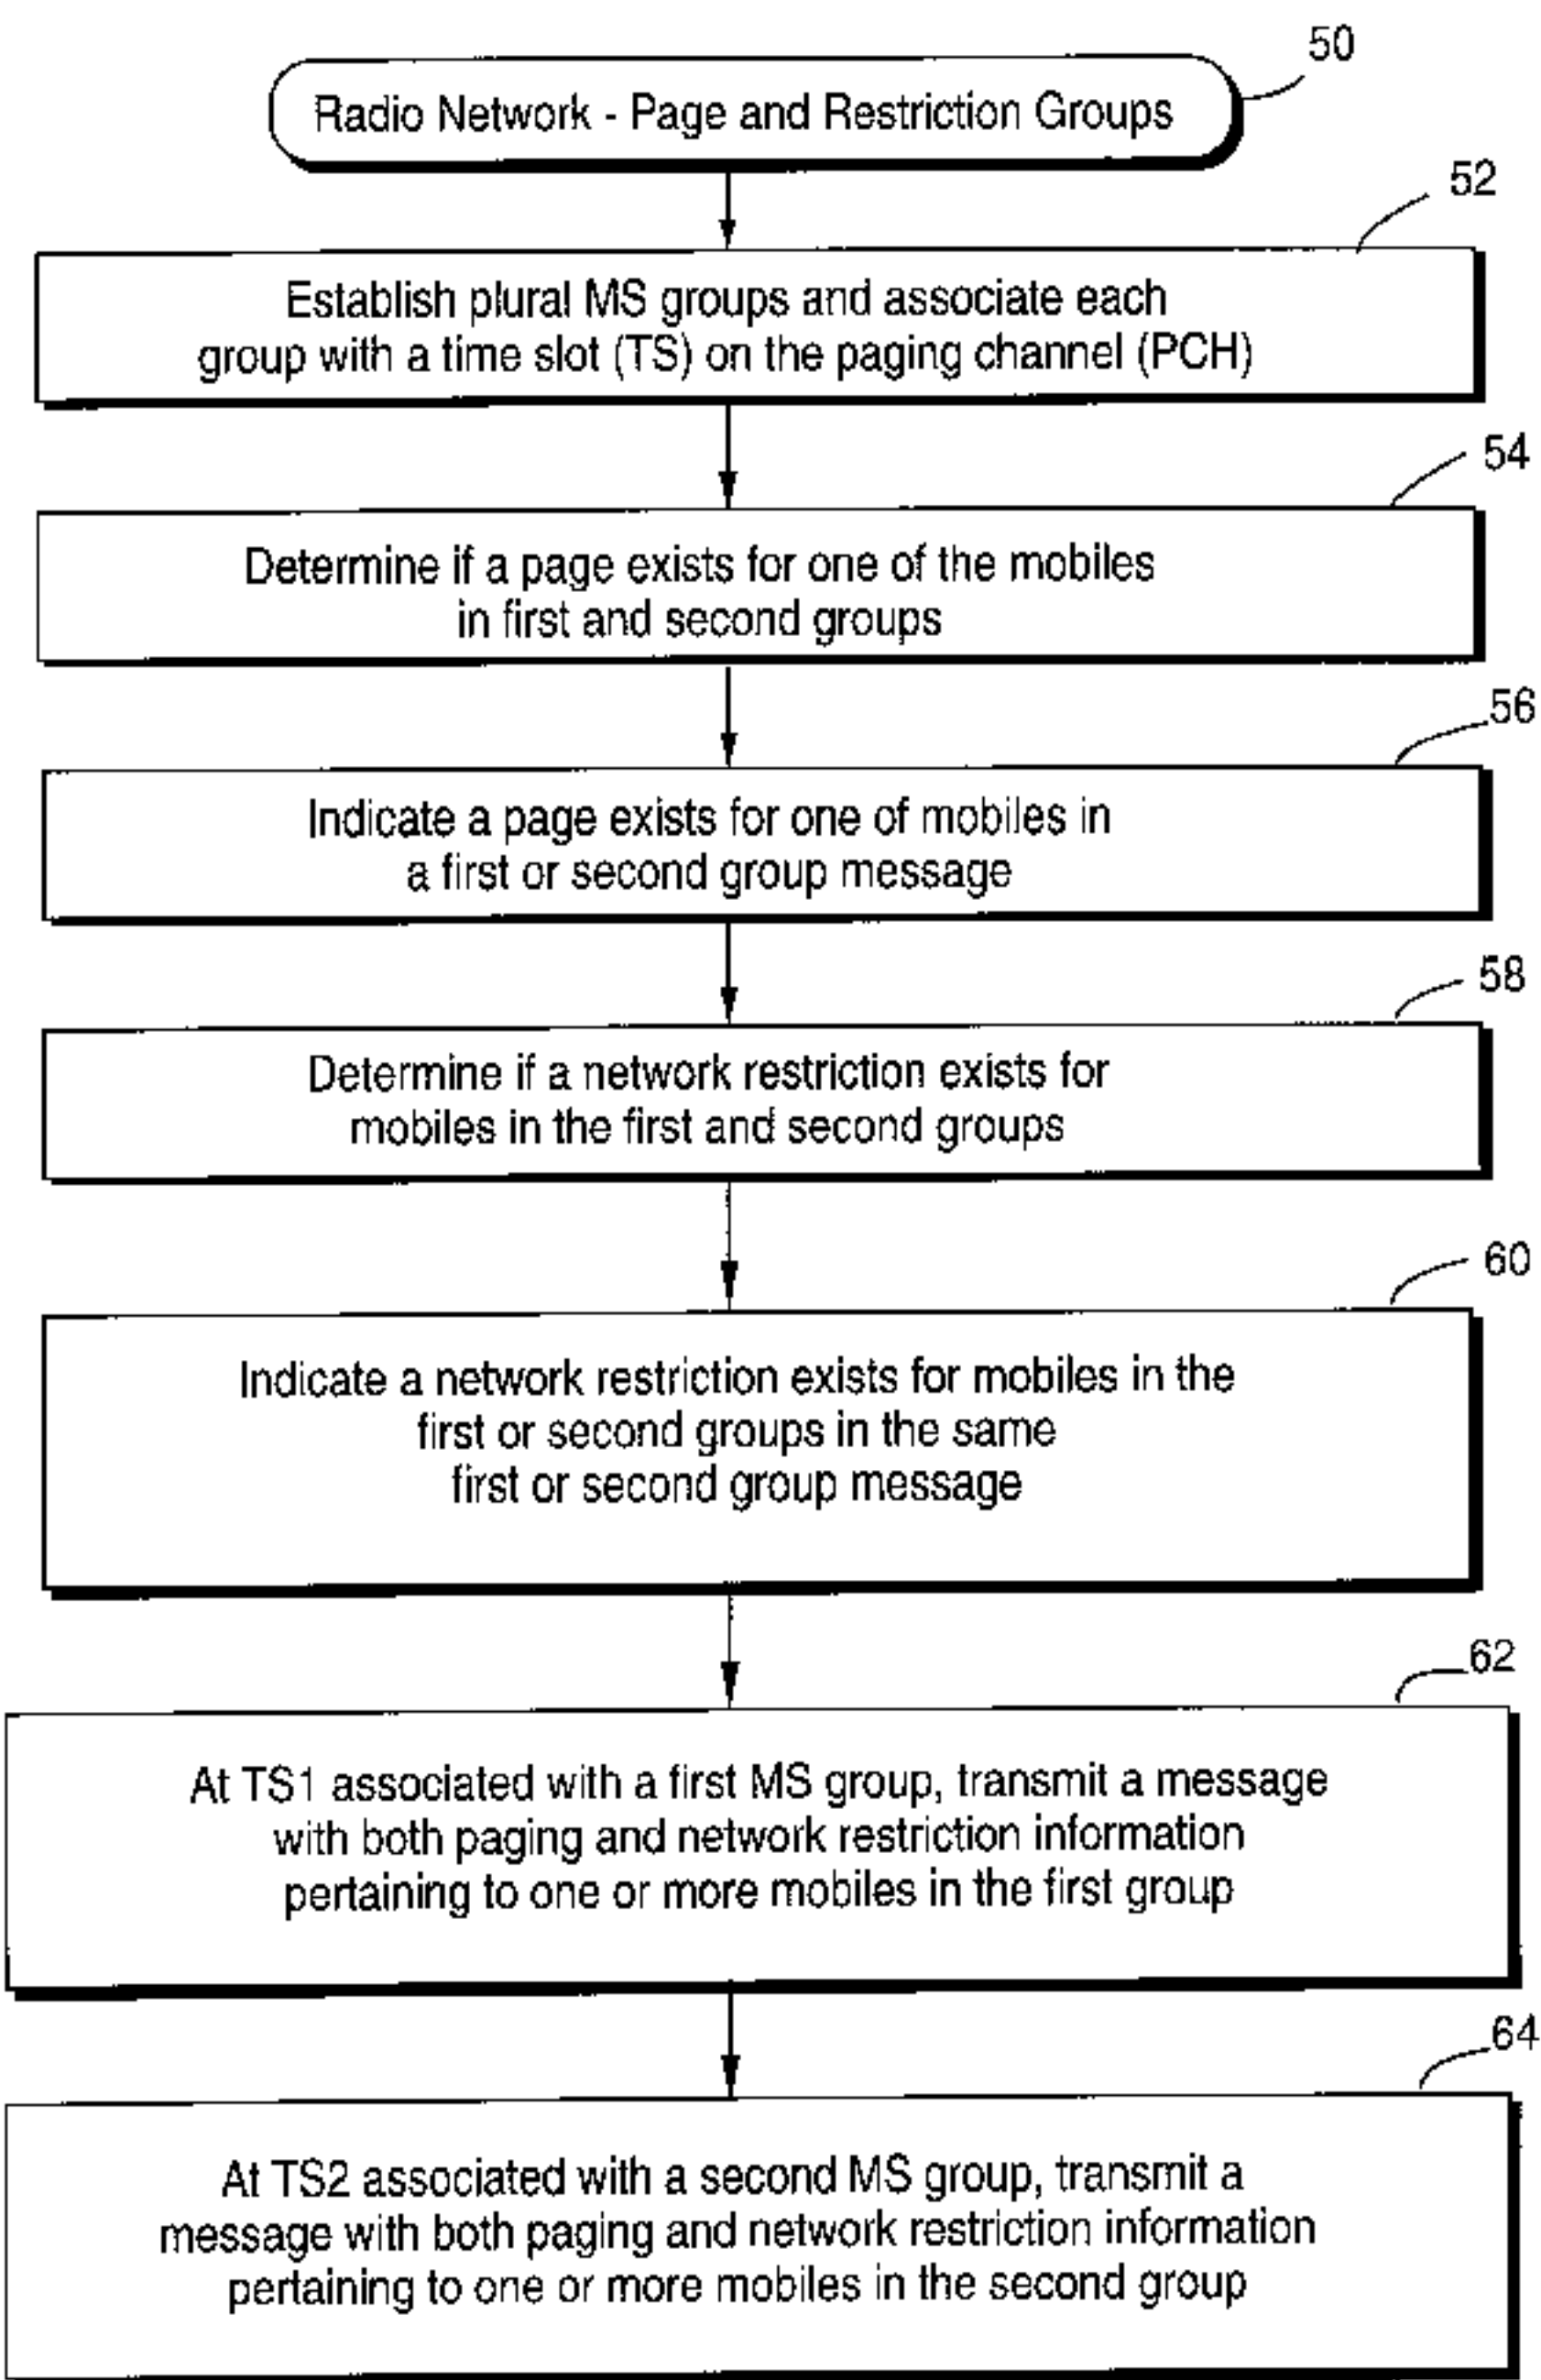 50
Radio Network - Page and Restriction Groups
52
Establish plural MS groups and associate each
group with a time slot (TS) on the paging channel (PCH)
54
Determine if a page exists for one of the mobiles
in first and second groups
56
Indicate a page exists for one of mobiles in
a first or second group message
58
Determine if a network restriction exists for
mobiles in the first and second groups
60
Indicate a network restriction exists for mobiles in the
first or second groups in the same
first or second group message
62
At TS1 associated with a first MS group, transmit a message
with both paging and network restriction information
pertaining to one or more mobiles in the first group
64
At TS2 associated with a second MS group, transmit a
message with both paging and network restriction information
pertaining to one or more mobiles in the second group